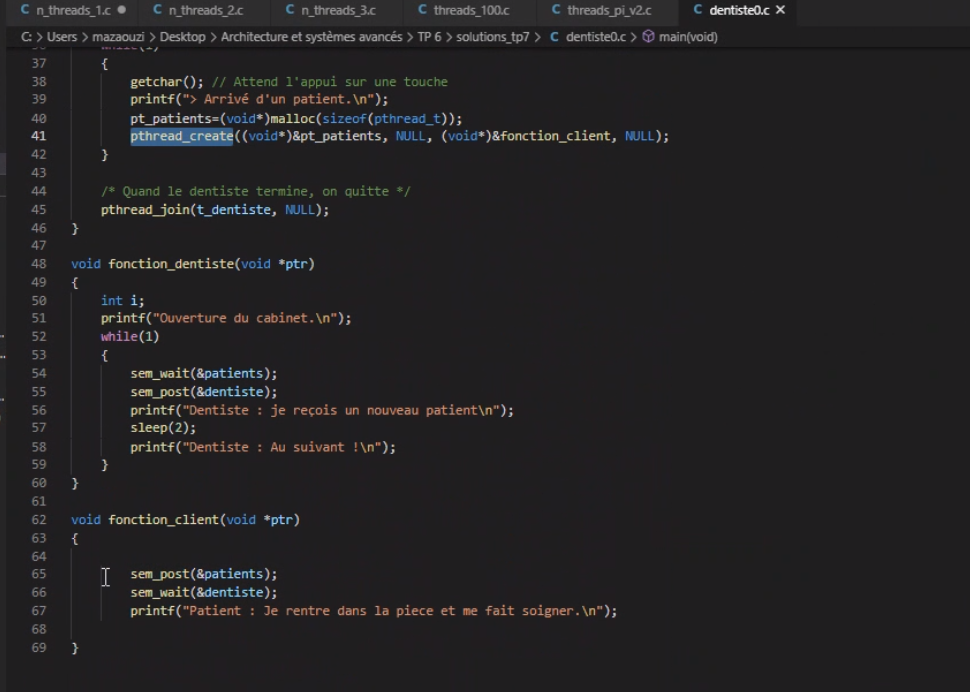 C n_threads_1.c ● C n_threads_2.c C n_threads_3.c C threads_100.c C threads_pi_v2.c C dentiste0.c ×
C: > Users > mazaouzi > Desktop > Architecture et systèmes avancés > TP 6 > solutions_tp7 > C dentiste0.c > main(void)
36 while(1)
37 {
38 getchar(); // Attend l'appui sur une touche
39 printf("> Arrivé d'un patient.\n");
40 pt_patients=(void*)malloc(sizeof(pthread_t));
41 pthread_create((void*)&pt_patients, NULL, (void*)&fonction_client, NULL);
42 }
43
44 /* Quand le dentiste termine, on quitte */
45 pthread_join(t_dentiste, NULL);
46 }
47
48 void fonction_dentiste(void *ptr)
49 {
50 int i;
51 printf("Ouverture du cabinet.\n");
52 while(1)
53 {
54 sem_wait(&patients);
55 sem_post(&dentiste);
56 printf("Dentiste : je reçois un nouveau patient\n");
57 sleep(2);
58 printf("Dentiste : Au suivant !\n");
59 }
60 }
61
62 void fonction_client(void *ptr)
63 {
64
65 sem_post(&patients);
66 sem_wait(&dentiste);
67 printf("Patient : Je rentre dans la piece et me fait soigner.\n");
68
69 }